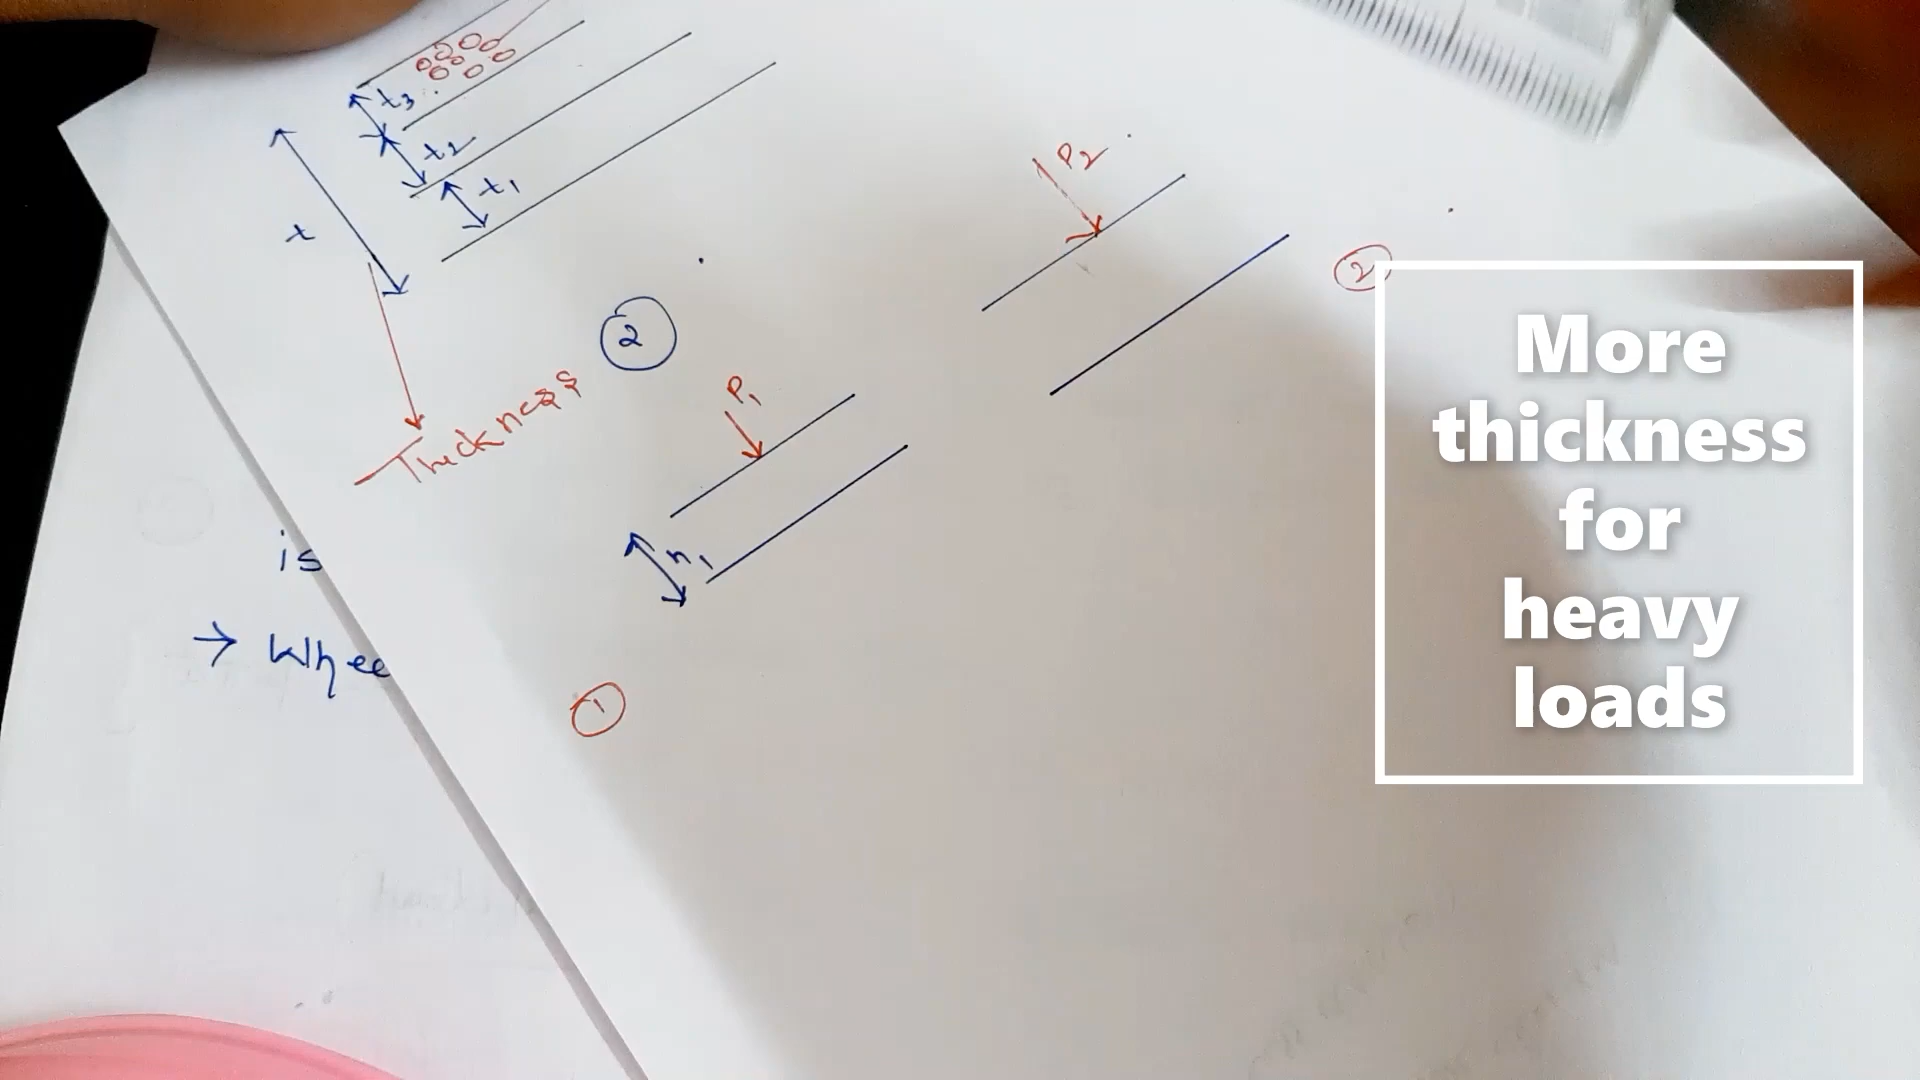 t3
t2
t1
t
Thickness
2
P1
h1
1
P2
2
is
→ Whee
More
thickness
for
heavy
loads